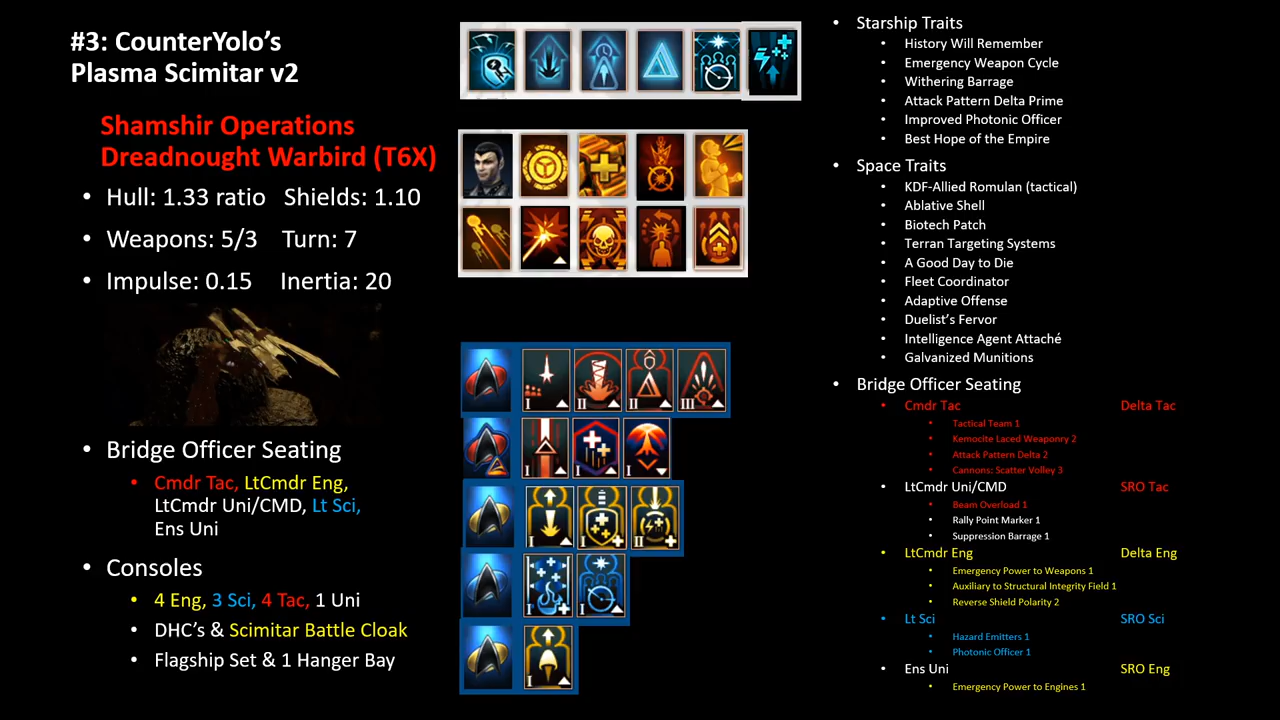 #3: CounterYolo's
Plasma Scimitar v2
Shamshir Operations
Dreadnought Warbird (T6X)
• Hull: 1.33 ratio Shields: 1.10
• Weapons: 5/3 Turn: 7
• Impulse: 0.15 Inertia: 20
• Bridge Officer Seating
• Cmdr Tac, LtCmdr Eng,
LtCmdr Uni/CMD, Lt Sci,
Ens Uni
• Consoles
• 4 Eng, 3 Sci, 4 Tac, 1 Uni
• DHC's & Scimitar Battle Cloak
• Flagship Set & 1 Hanger Bay
I II II III
I I I
I I II
I I
I
• Starship Traits
• History Will Remember
• Emergency Weapon Cycle
• Withering Barrage
• Attack Pattern Delta Prime
• Improved Photonic Officer
• Best Hope of the Empire
• Space Traits
• KDF-Allied Romulan (tactical)
• Ablative Shell
• Biotech Patch
• Terran Targeting Systems
• A Good Day to Die
• Fleet Coordinator
• Adaptive Offense
• Duelist's Fervor
• Intelligence Agent Attaché
• Galvanized Munitions
• Bridge Officer Seating
• Cmdr Tac Delta Tac
• Tactical Team 1
• Kemocite Laced Weaponry 2
• Attack Pattern Delta 2
• Cannons: Scatter Volley 3
• LtCmdr Uni/CMD SRO Tac
• Beam Overload 1
• Rally Point Marker 1
• Suppression Barrage 1
• LtCmdr Eng Delta Eng
• Emergency Power to Weapons 1
• Auxiliary to Structural Integrity Field 1
• Reverse Shield Polarity 2
• Lt Sci SRO Sci
• Hazard Emitters 1
• Photonic Officer 1
• Ens Uni SRO Eng
• Emergency Power to Engines 1